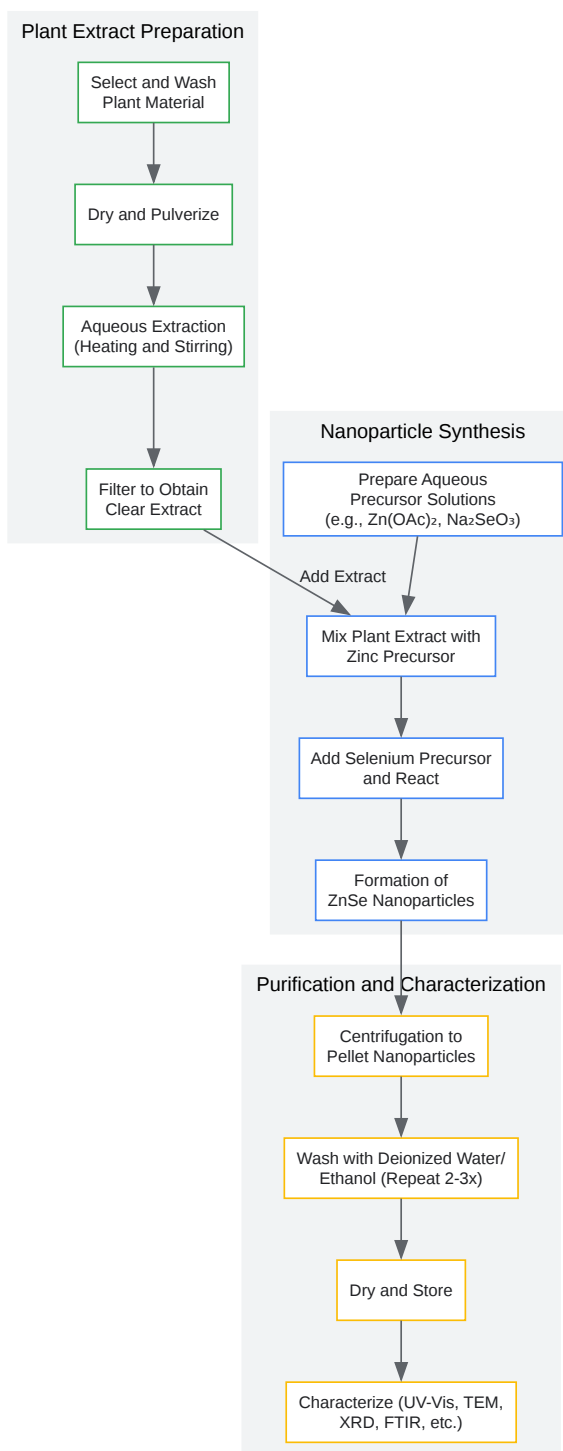 Plant Extract Preparation
Select and Wash
Plant Material
Dry and Pulverize
Aqueous Extraction
(Heating and Stirring)
Filter to Obtain
Clear Extract
Nanoparticle Synthesis
Prepare Aqueous
Precursor Solutions
(e.g., Zn(OAc)₂, Na₂SeO₃)
Add Extract
Mix Plant Extract with
Zinc Precursor
Add Selenium Precursor
and React
Formation of
ZnSe Nanoparticles
Purification and Characterization
Centrifugation to
Pellet Nanoparticles
Wash with Deionized Water/
Ethanol (Repeat 2-3x)
Dry and Store
Characterize (UV-Vis, TEM,
XRD, FTIR, etc.)